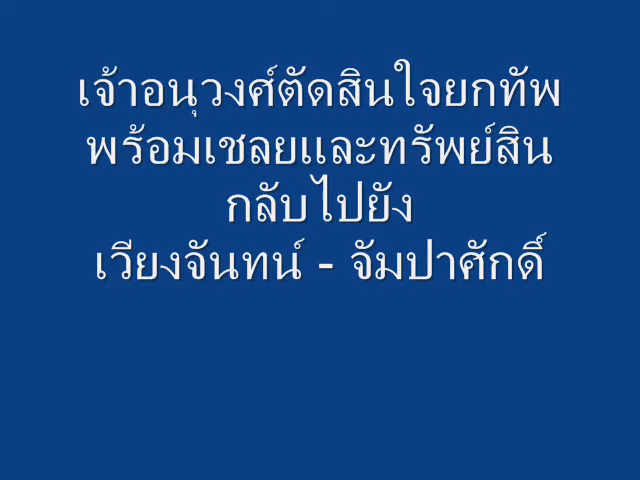 เจ้าอนุวงศ์ตัดสินใจยกทัพ
พร้อมเชลยและทรัพย์สิน
กลับไปยัง
เวียงจันทน์ - จัมปาศักดิ์